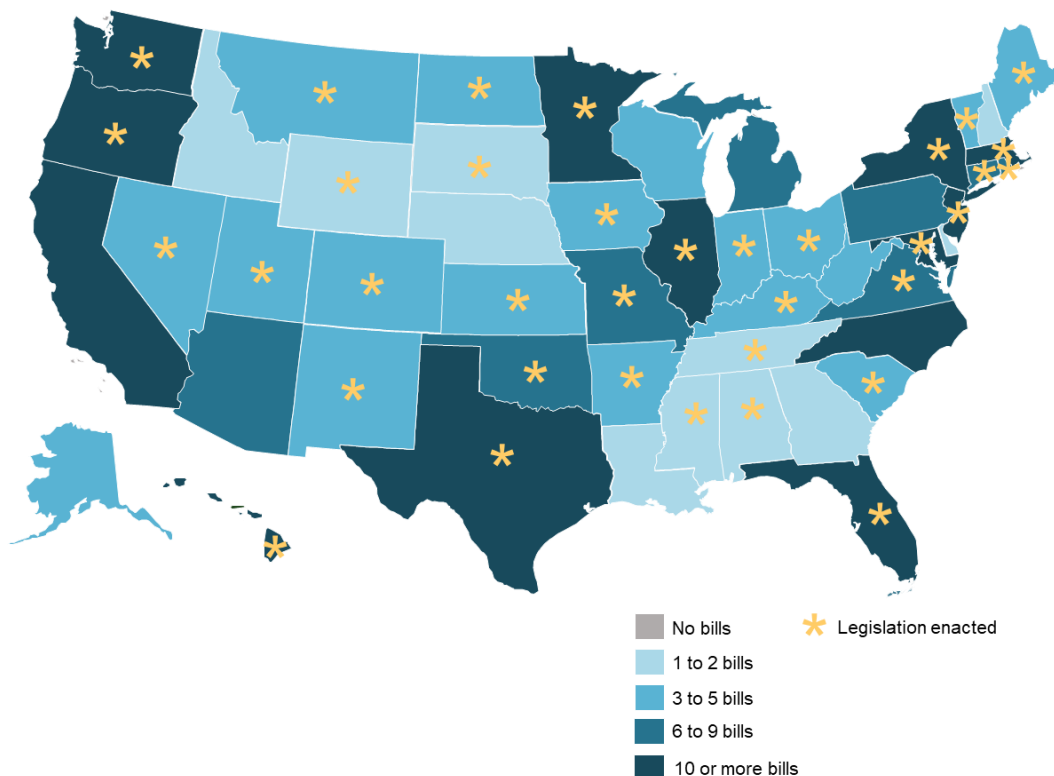 No bills
Legislation enacted
1 to 2 bills
3 to 5 bills
6 to 9 bills
10 or more bills